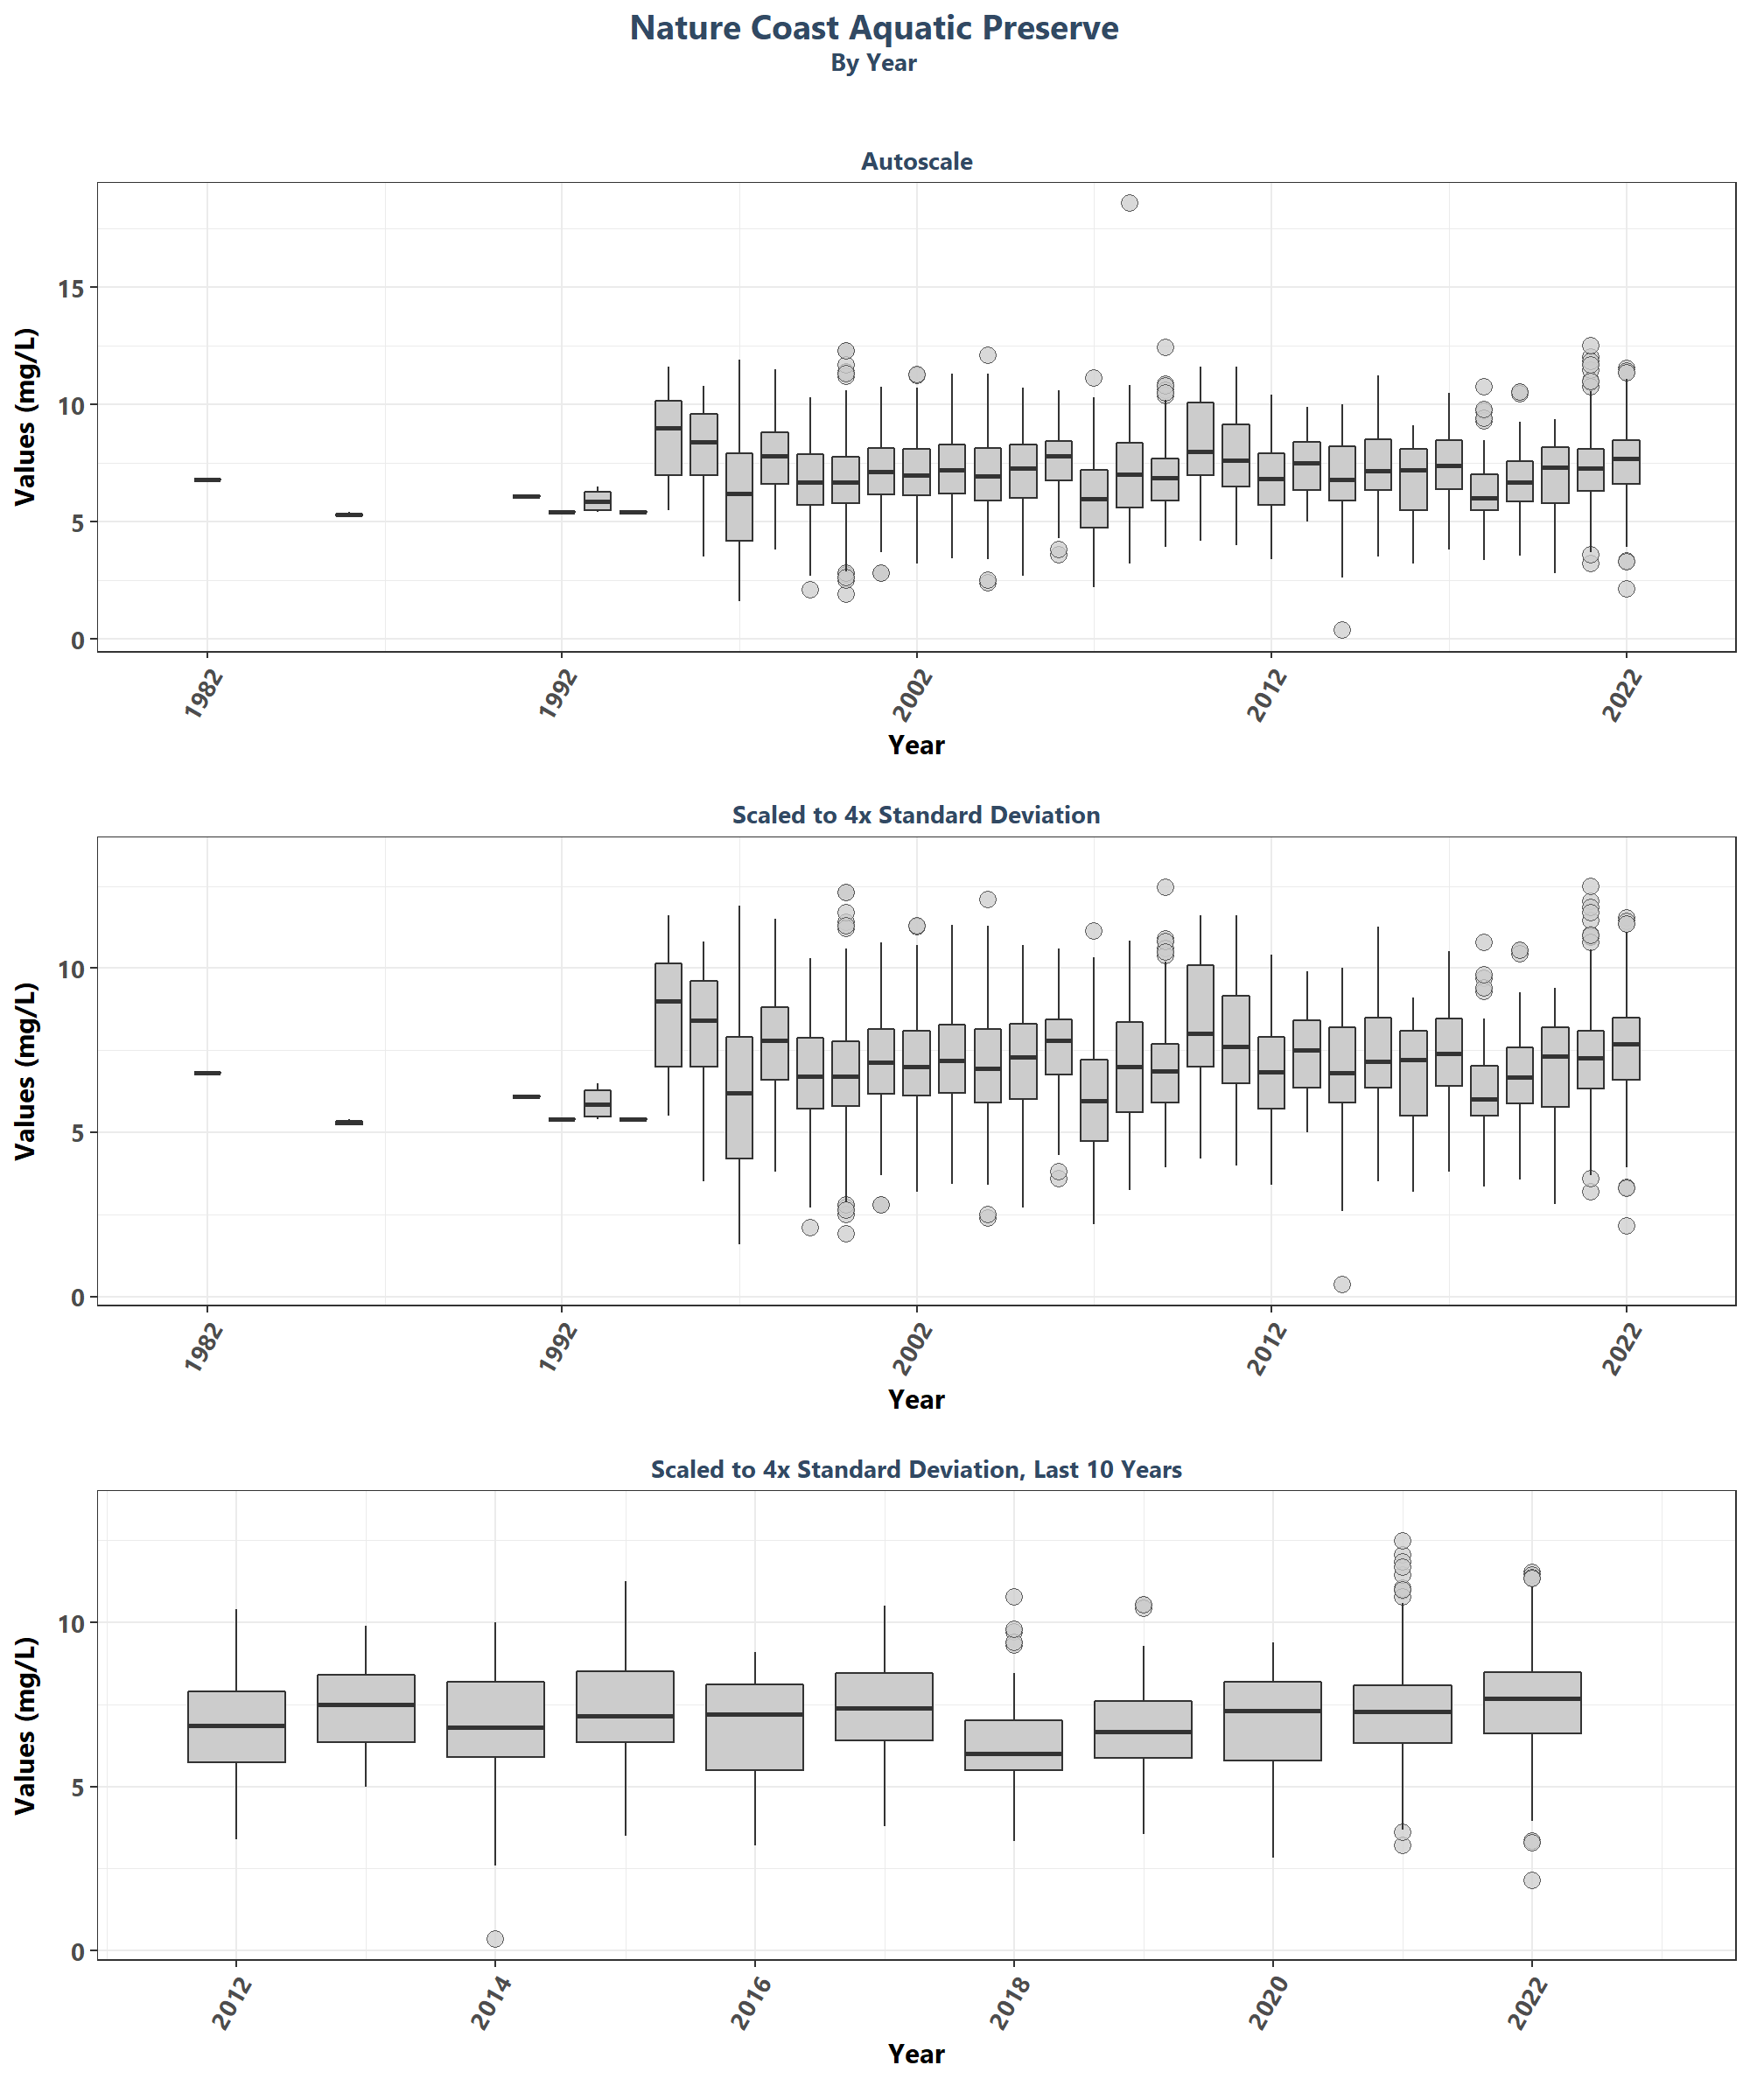 Nature Coast Aquatic Preserve
By Year
Autoscale
Values (mg/L)
15
10
5
0
1982
1992
2002
2012
2022
Year
Scaled to 4x Standard Deviation
Values (mg/L)
10
5
0
1982
1992
2002
2012
2022
Year
Scaled to 4x Standard Deviation, Last 10 Years
Values (mg/L)
10
5
0
2012
2014
2016
2018
2020
2022
Year